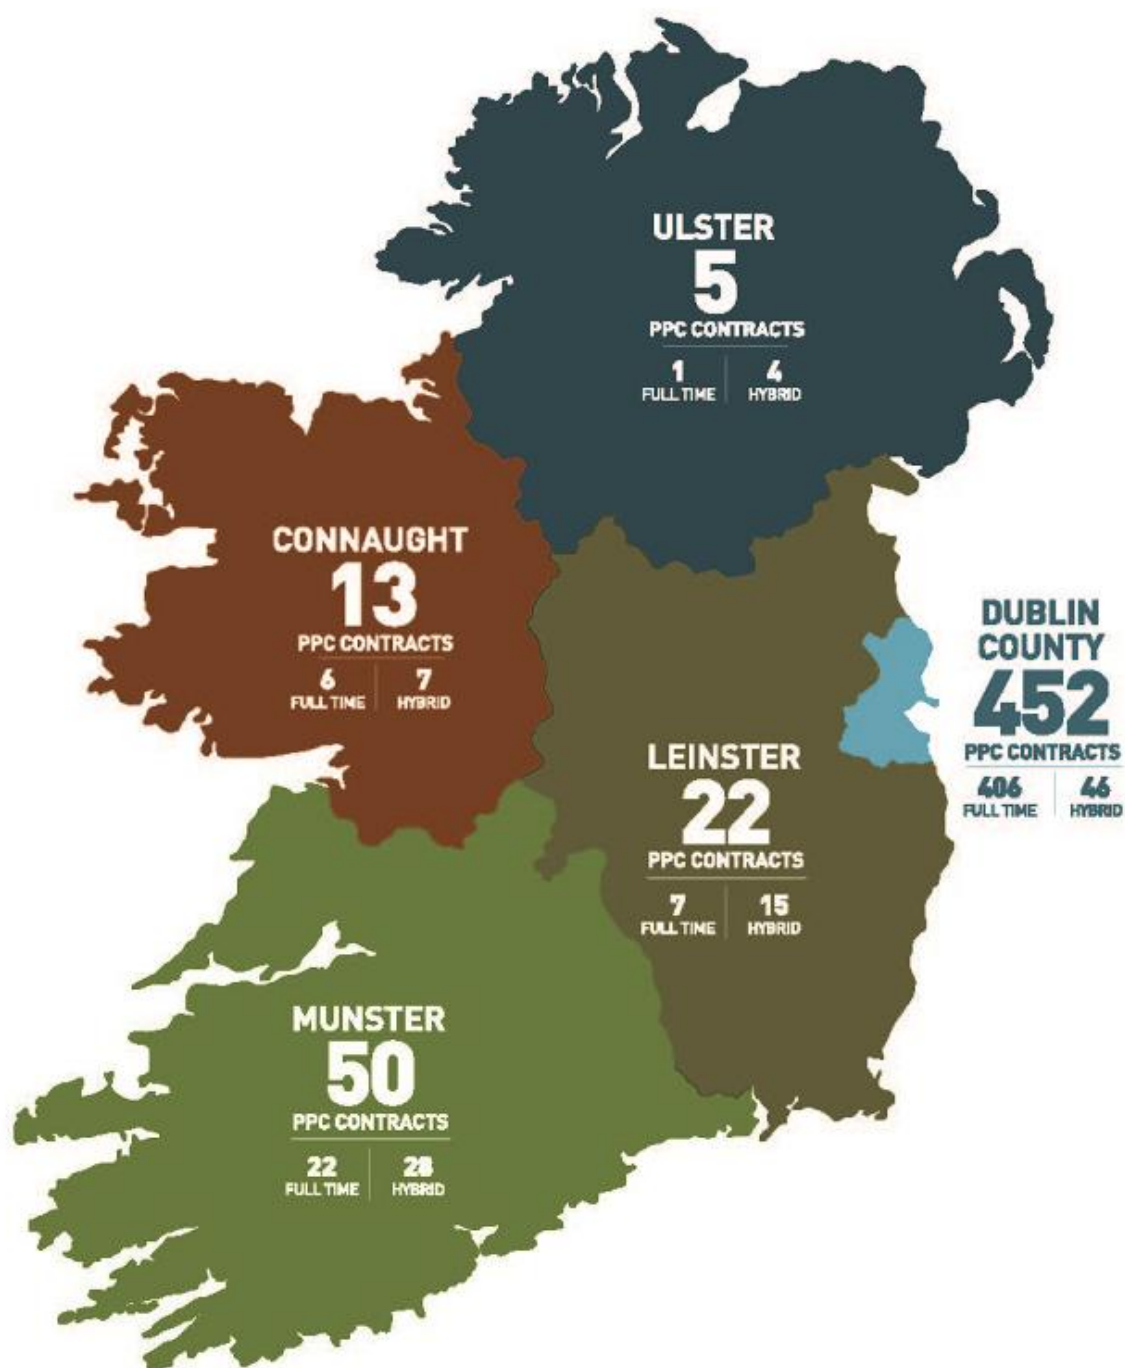 ULSTER
5
PPC CONTRACTS
1 4
FULL TIME HYBRID
CONNAUGHT
13
PPC CONTRACTS
6 7
FULL TIME HYBRID
DUBLIN
COUNTY
452
PPC CONTRACTS
406 46
FULL TIME HYBRID
LEINSTER
22
PPC CONTRACTS
7 15
FULL TIME HYBRID
MUNSTER
50
PPC CONTRACTS
22 28
FULL TIME HYBRID